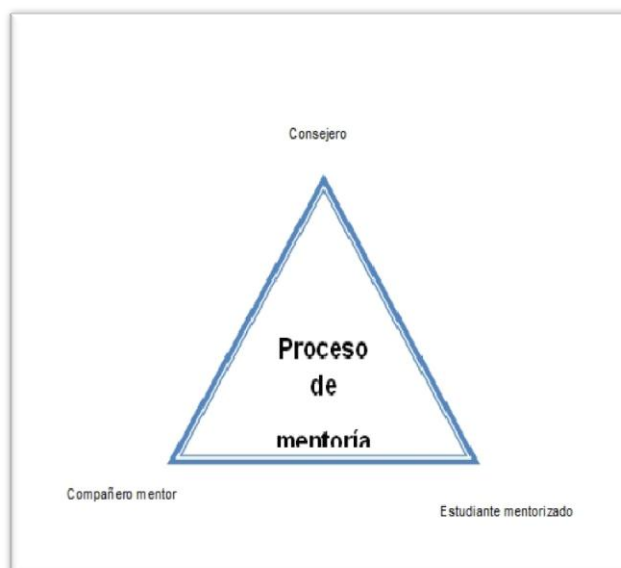 Consejero
Proceso
de
mentoría
Compañero mentor
Estudiante mentorizado